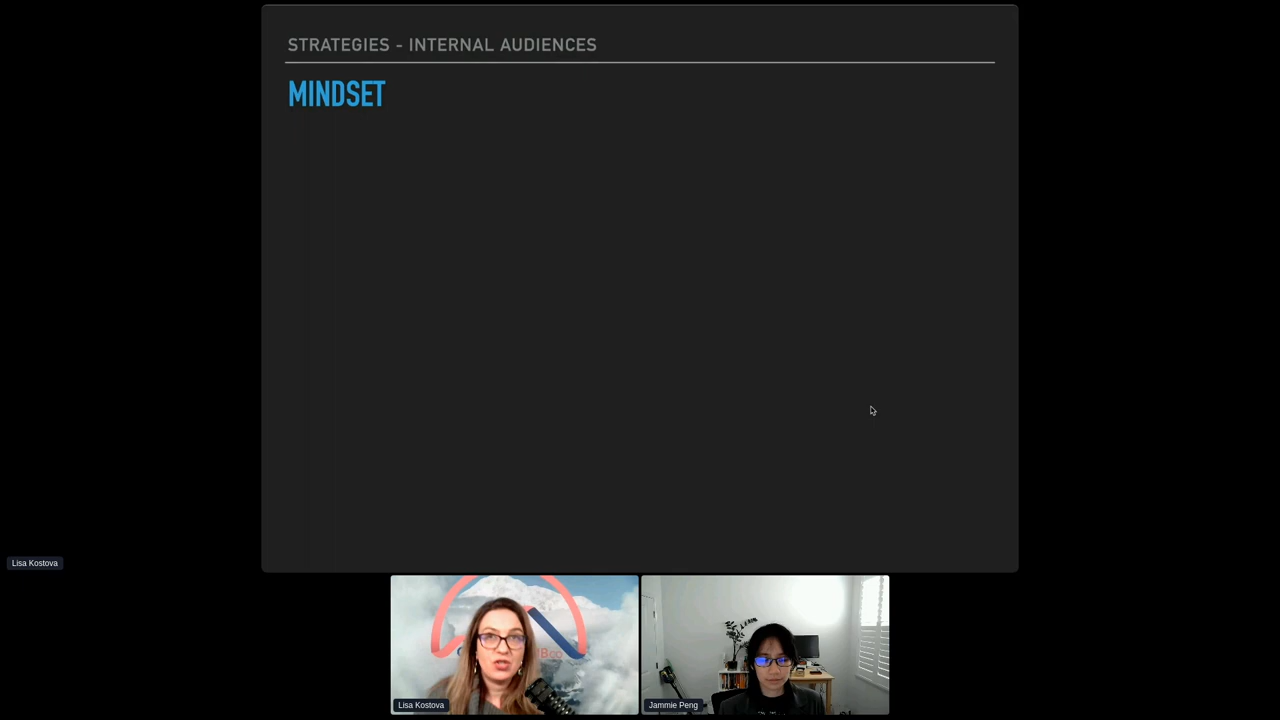 STRATEGIES - INTERNAL AUDIENCES
MINDSET
Lisa Kostova
Lisa Kostova
Jammie Peng